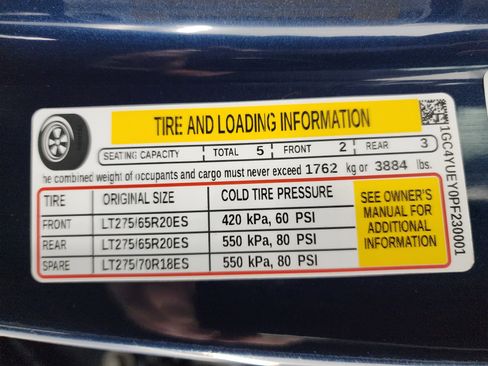 TIRE AND LOADING INFORMATION
SEATING CAPACITY TOTAL 5 FRONT 2 REAR 3
he combined weight of occupants and cargo must never exceed 1762 kg or 3884 lbs.
TIRE ORIGINAL SIZE COLD TIRE PRESSURE
FRONT LT275/65R20ES 420 kPa, 60 PSI
REAR LT275/65R20ES 550 kPa, 80 PSI
SPARE LT275/70R18ES 550 kPa, 80 PSI
SEE OWNER'S
MANUAL FOR
ADDITIONAL
INFORMATION
1GC4YUEY0PF230001